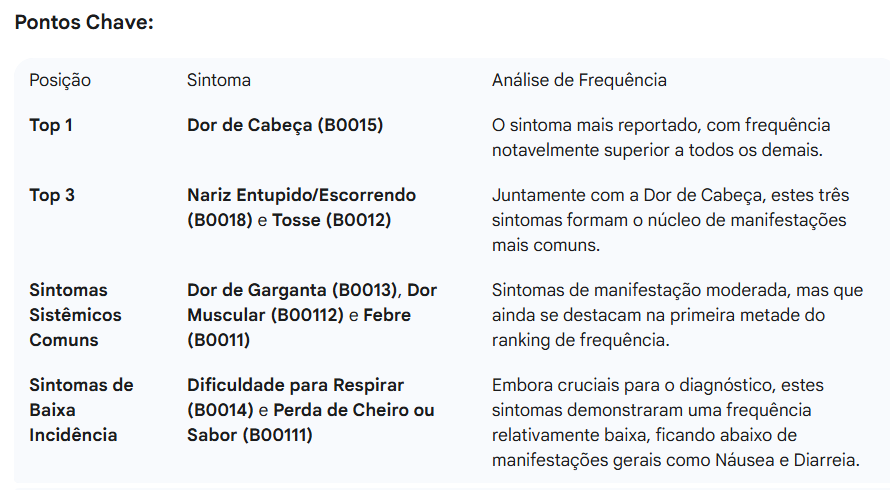 Pontos Chave:
Posição Sintoma Análise de Frequência
Top 1 Dor de Cabeça (B0015) O sintoma mais reportado, com frequência
notavelmente superior a todos os demais.
Top 3 Nariz Entupido/Escorrendo
(B0018) e Tosse (B0012)
Juntamente com a Dor de Cabeça, estes três
sintomas formam o núcleo de manifestações
mais comuns.
Sintomas
Sistêmicos
Comuns
Dor de Garganta (B0013), Dor
Muscular (B00112) e Febre
(B0011)
Sintomas de manifestação moderada, mas que
ainda se destacam na primeira metade do
ranking de frequência.
Sintomas de
Baixa
Incidência
Dificuldade para Respirar
(B0014) e Perda de Cheiro ou
Sabor (B00111)
Embora cruciais para o diagnóstico, estes
sintomas demonstraram uma frequência
relativamente baixa, ficando abaixo de
manifestações gerais como Náusea e Diarreia.